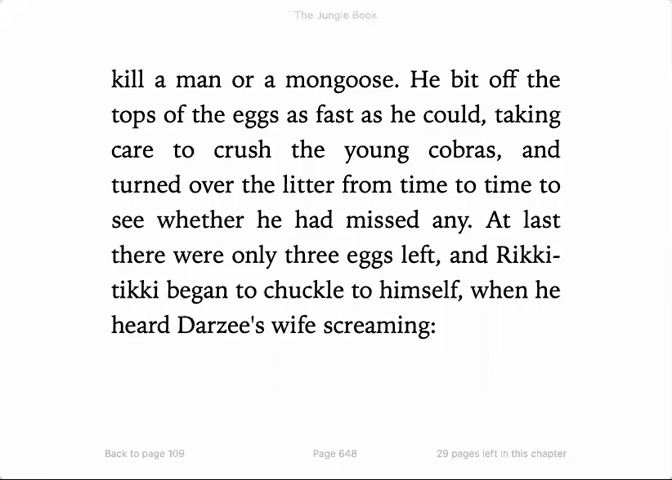 The Jungle Book
kill a man or a mongoose. He bit off the
tops of the eggs as fast as he could, taking
care to crush the young cobras, and
turned over the litter from time to time to
see whether he had missed any. At last
there were only three eggs left, and Rikki-
tikki began to chuckle to himself, when he
heard Darzee's wife screaming:
Back to page 109 Page 648 29 pages left in this chapter